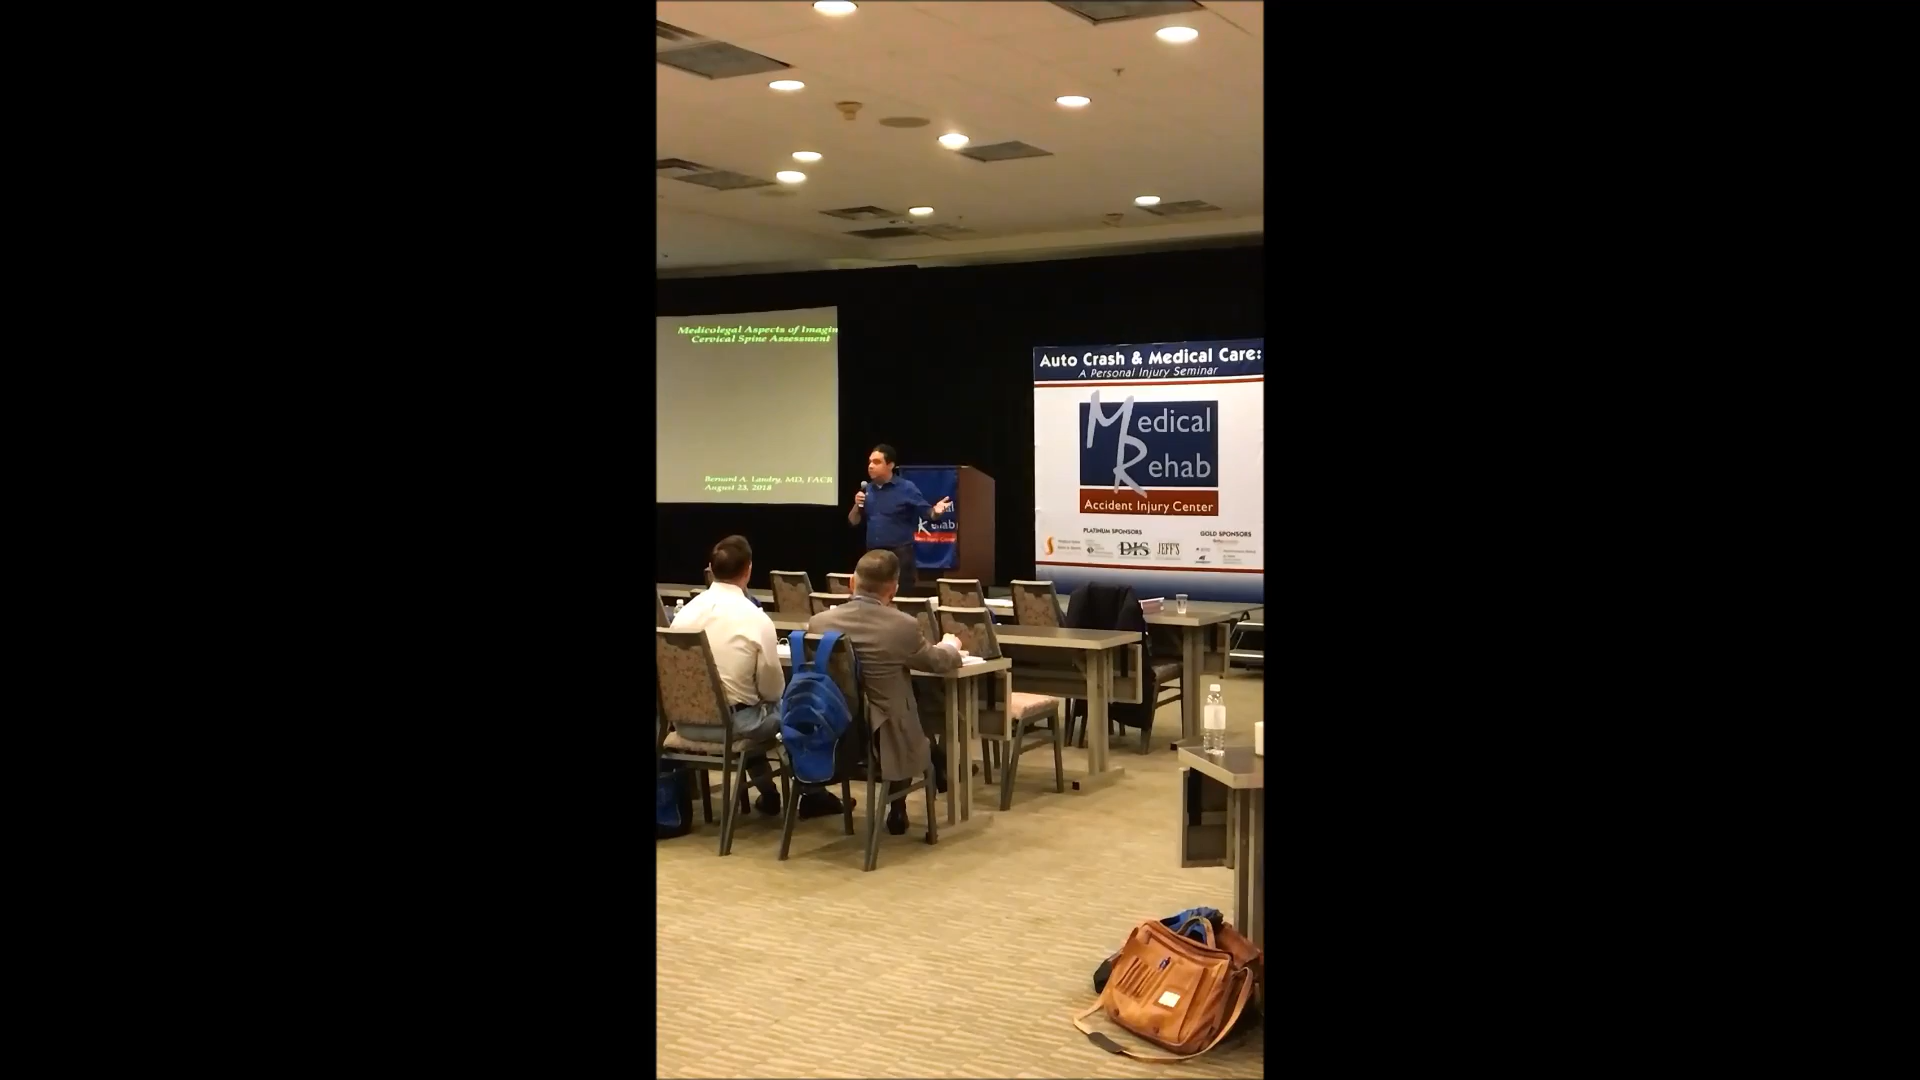 Medicolegal Aspects of Imagin
Cervical Spine Assessment
Bernard A. Landry, MD, FACR
August 23, 2018
Auto Crash & Medical Care:
A Personal Injury Seminar
Medical
Rehab
Accident Injury Center
PLATINUM SPONSORS
GOLD SPONSORS
DIS
JEFF'S